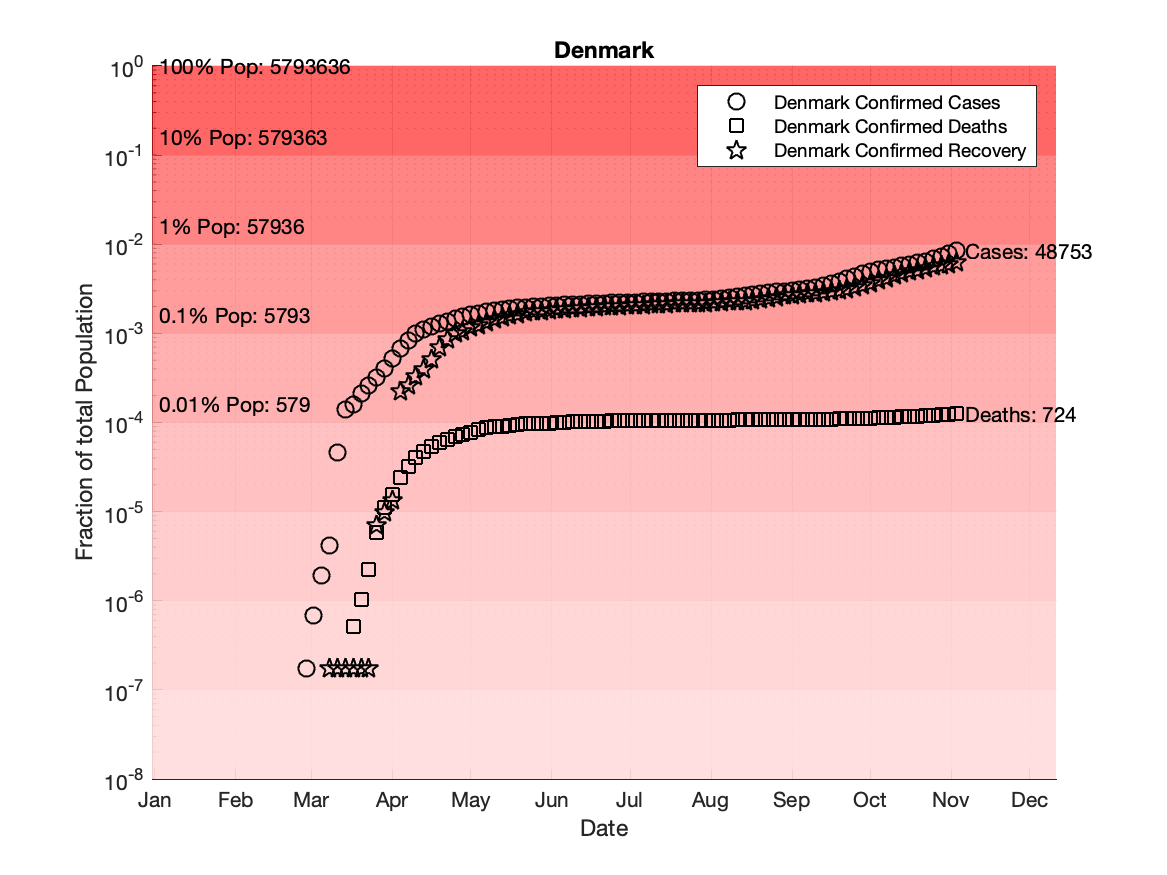 Denmark
10^0
100% Pop: 5793636
Denmark Confirmed Cases
Denmark Confirmed Deaths
Denmark Confirmed Recovery
10% Pop: 579363
10^-1
1% Pop: 57936
10^-2
Cases: 48753
0.1% Pop: 5793
10^-3
0.01% Pop: 579
10^-4
Deaths: 724
10^-5
10^-6
10^-7
10^-8
Fraction of total Population
Jan Feb Mar Apr May Jun Jul Aug Sep Oct Nov Dec
Date